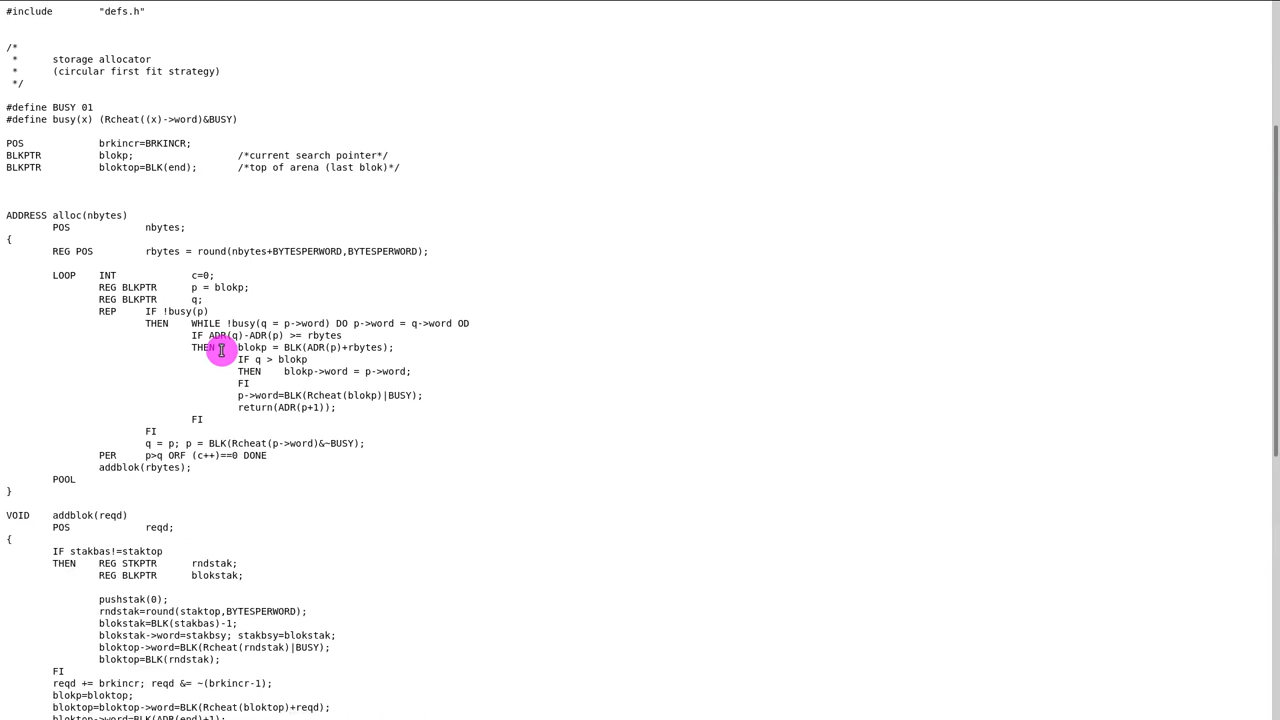 #include "defs.h"
/*
* storage allocator
* (circular first fit strategy)
*/
#define BUSY 01
#define busy(x) (Rcheat((x)->word)&BUSY)
POS brkincr=BRKINCR;
BLKPTR blokp; /*current search pointer*/
BLKPTR bloktop=BLK(end); /*top of arena (last blok)*/
ADDRESS alloc(nbytes)
POS nbytes;
{
REG POS rbytes = round(nbytes+BYTESPERWORD,BYTESPERWORD);
LOOP INT c=0;
REG BLKPTR p = blokp;
REG BLKPTR q;
REP IF !busy(p)
THEN WHILE !busy(q = p->word) DO p->word = q->word OD
IF ADR(q)-ADR(p) >= rbytes
THEN blokp = BLK(ADR(p)+rbytes);
IF q > blokp
THEN blokp->word = p->word;
FI
p->word=BLK(Rcheat(blokp)|BUSY);
return(ADR(p+1));
FI
FI
q = p; p = BLK(Rcheat(p->word)&~BUSY);
PER p>q ORF (c++)==0 DONE
addblok(rbytes);
POOL
}
VOID addblok(reqd)
POS reqd;
{
IF stakbas!=staktop
THEN REG STKPTR rndstak;
REG BLKPTR blokstak;
pushstak(0);
rndstak=round(staktop,BYTESPERWORD);
blokstak=BLK(stakbas)-1;
blokstak->word=stakbsy; stakbsy=blokstak;
bloktop->word=BLK(Rcheat(rndstak)|BUSY);
bloktop=BLK(rndstak);
FI
reqd += brkincr; reqd &= ~(brkincr-1);
blokp=bloktop;
bloktop=bloktop->word=BLK(Rcheat(bloktop)+reqd);
bloktop->word=BLK(ADR(end)+1);